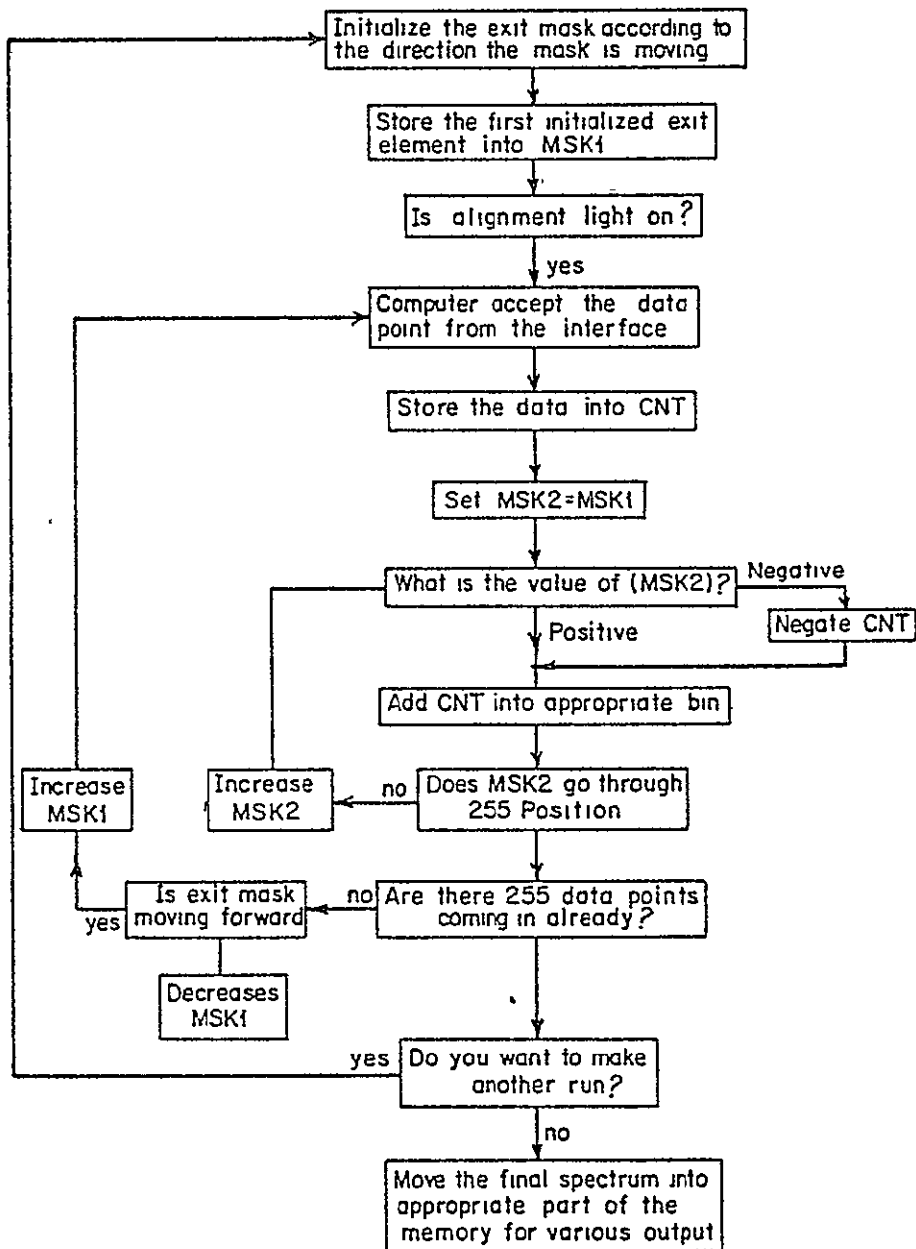 Initialize the exit mask according to
the direction the mask is moving
Store the first initialized exit
element into MSK1
Is alignment light on?
yes
Computer accept the data
point from the interface
Store the data into CNT
Set MSK2=MSK1
What is the value of (MSK2)?
Negative
Positive
Negate CNT
Add CNT into appropriate bin
Increase
MSK1
Increase
MSK2
no
Does MSK2 go through
255 Position
Is exit mask
moving forward
yes
no
Are there 255 data points
coming in already?
Decreases
MSK1
yes
Do you want to make
another run?
no
Move the final spectrum into
appropriate part of the
memory for various output